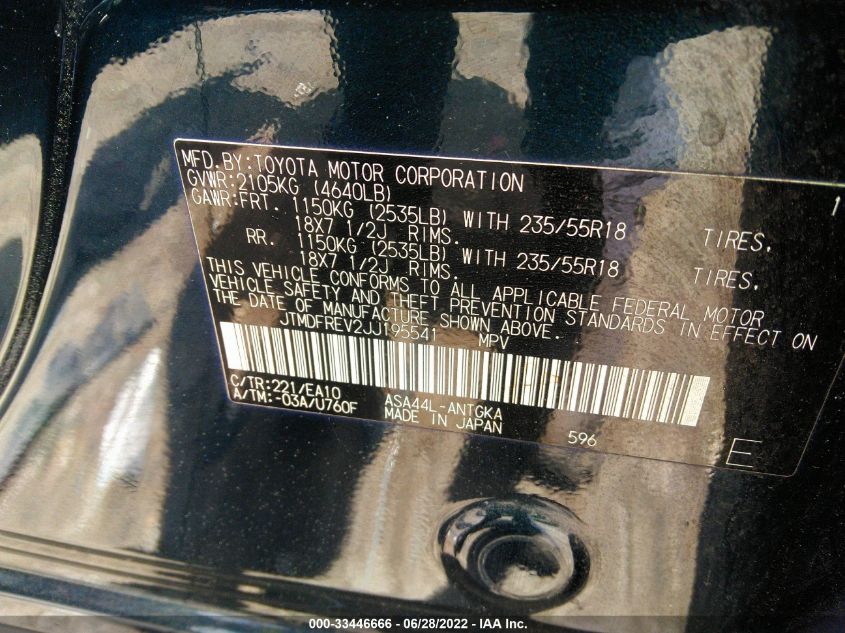 MFD. BY: TOYOTA MOTOR CORPORATION
GVWR: 2105KG (4640LB)
GAWR: FRT. 1150KG (2535LB) WITH 235/55R18 TIRES.
18X7 1/2J RIMS.
RR. 1150KG (2535LB) WITH 235/55R18 TIRES.
18X7 1/2J RIMS.
THIS VEHICLE CONFORMS TO ALL APPLICABLE FEDERAL MOTOR
VEHICLE SAFETY AND THEFT PREVENTION STANDARDS IN EFFECT ON
THE DATE OF MANUFACTURE SHOWN ABOVE.
JTMDFREV2JJ195541 MPV
C/TR: 221/EA10 ASA44L-ANTGKA
A/TM: -03A/U760F MADE IN JAPAN 596
E
000-33446666 - 06/28/2022 - IAA Inc.